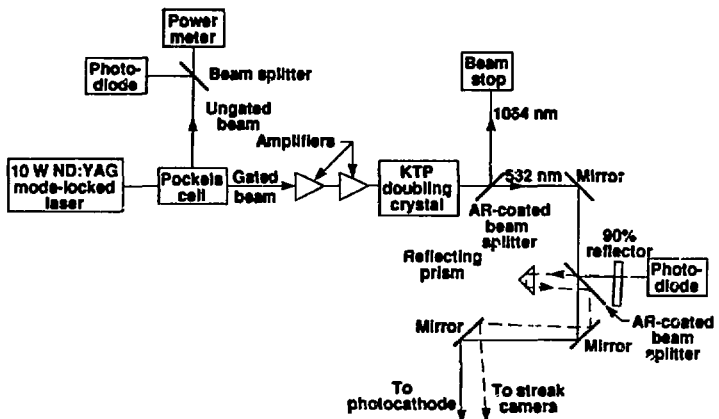 Power
meter
Photo-
diode
Beam splitter
Ungated
beam
Beam
stop
1064 nm
Amplifiers
10 W ND:YAG
mode-locked
laser
Pockels
cell
Gated
beam
KTP
doubling
crystal
532 nm
Mirror
AR-coated
beam
splitter
90%
reflector
Reflecting
prism
Photo-
diode
AR-coated
beam
splitter
Mirror
Mirror
To
photocathode
To streak
camera